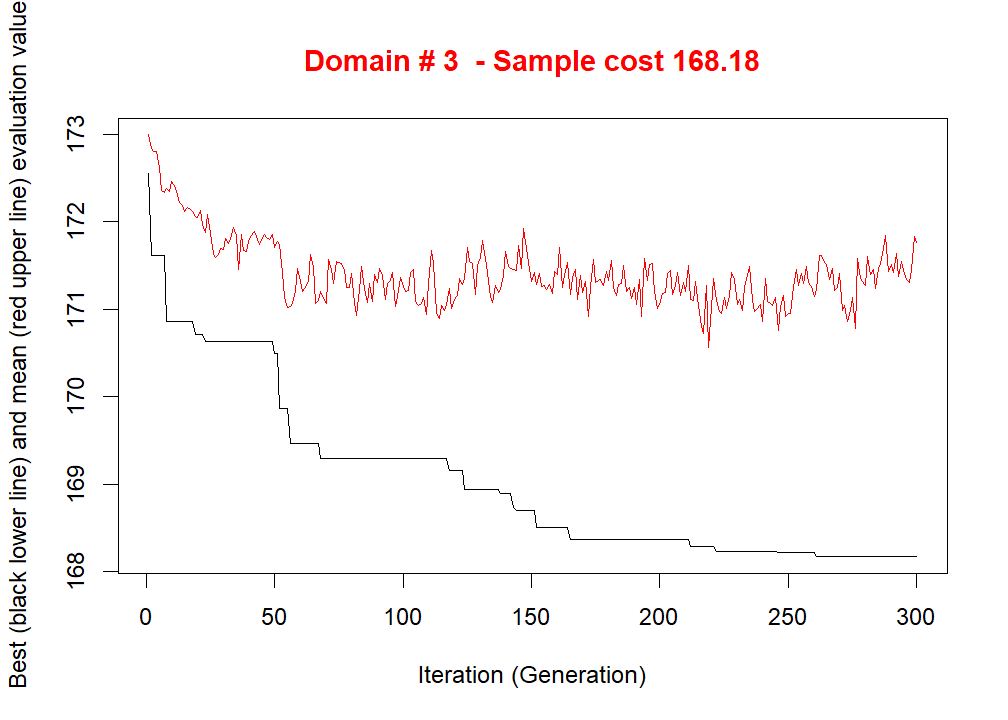 Domain # 3  - Sample cost 168.18
Best (black lower line) and mean (red upper line) evaluation value
173
172
171
170
169
168
0 50 100 150 200 250 300
Iteration (Generation)